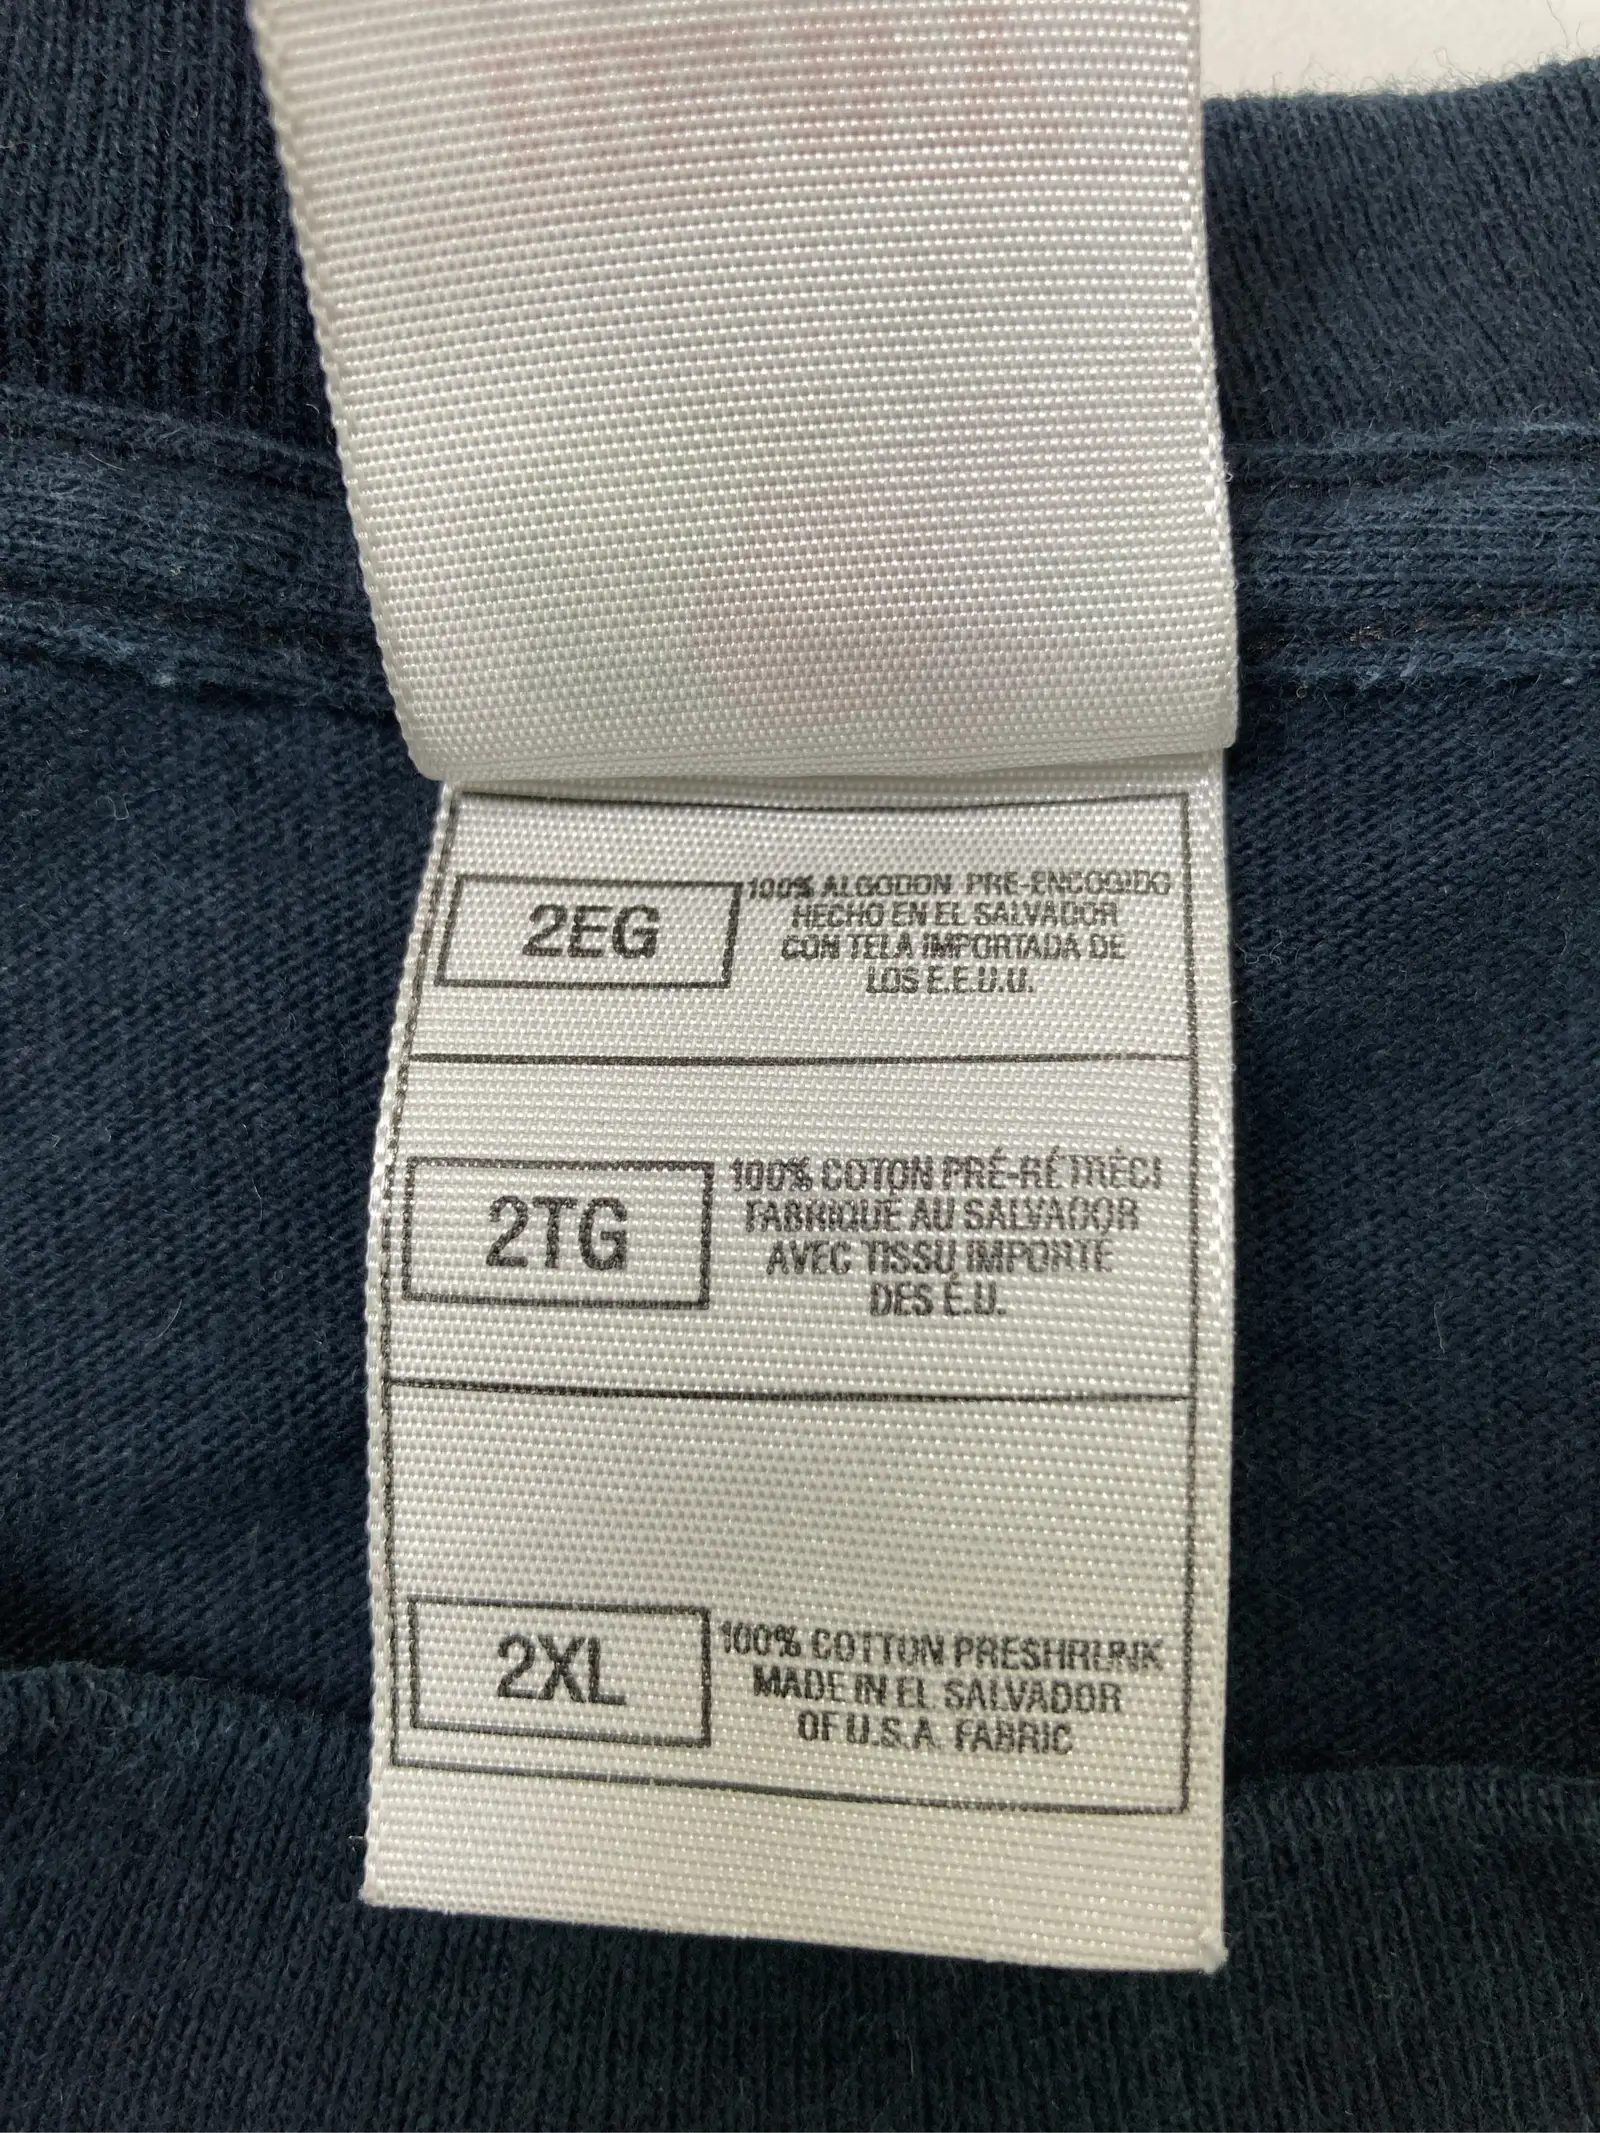 2EG
100% ALGODON PRE-ENCOGIDO
HECHO EN EL SALVADOR
CON TELA IMPORTADA DE
LOS E.E.U.U.
2TG
100% COTON PRÉ-RÉTRÉCI
FABRIQUÉ AU SALVADOR
AVEC TISSU IMPORTÉ
DES É.U.
2XL
100% COTTON PRESHRUNK
MADE IN EL SALVADOR
OF U.S.A. FABRIC